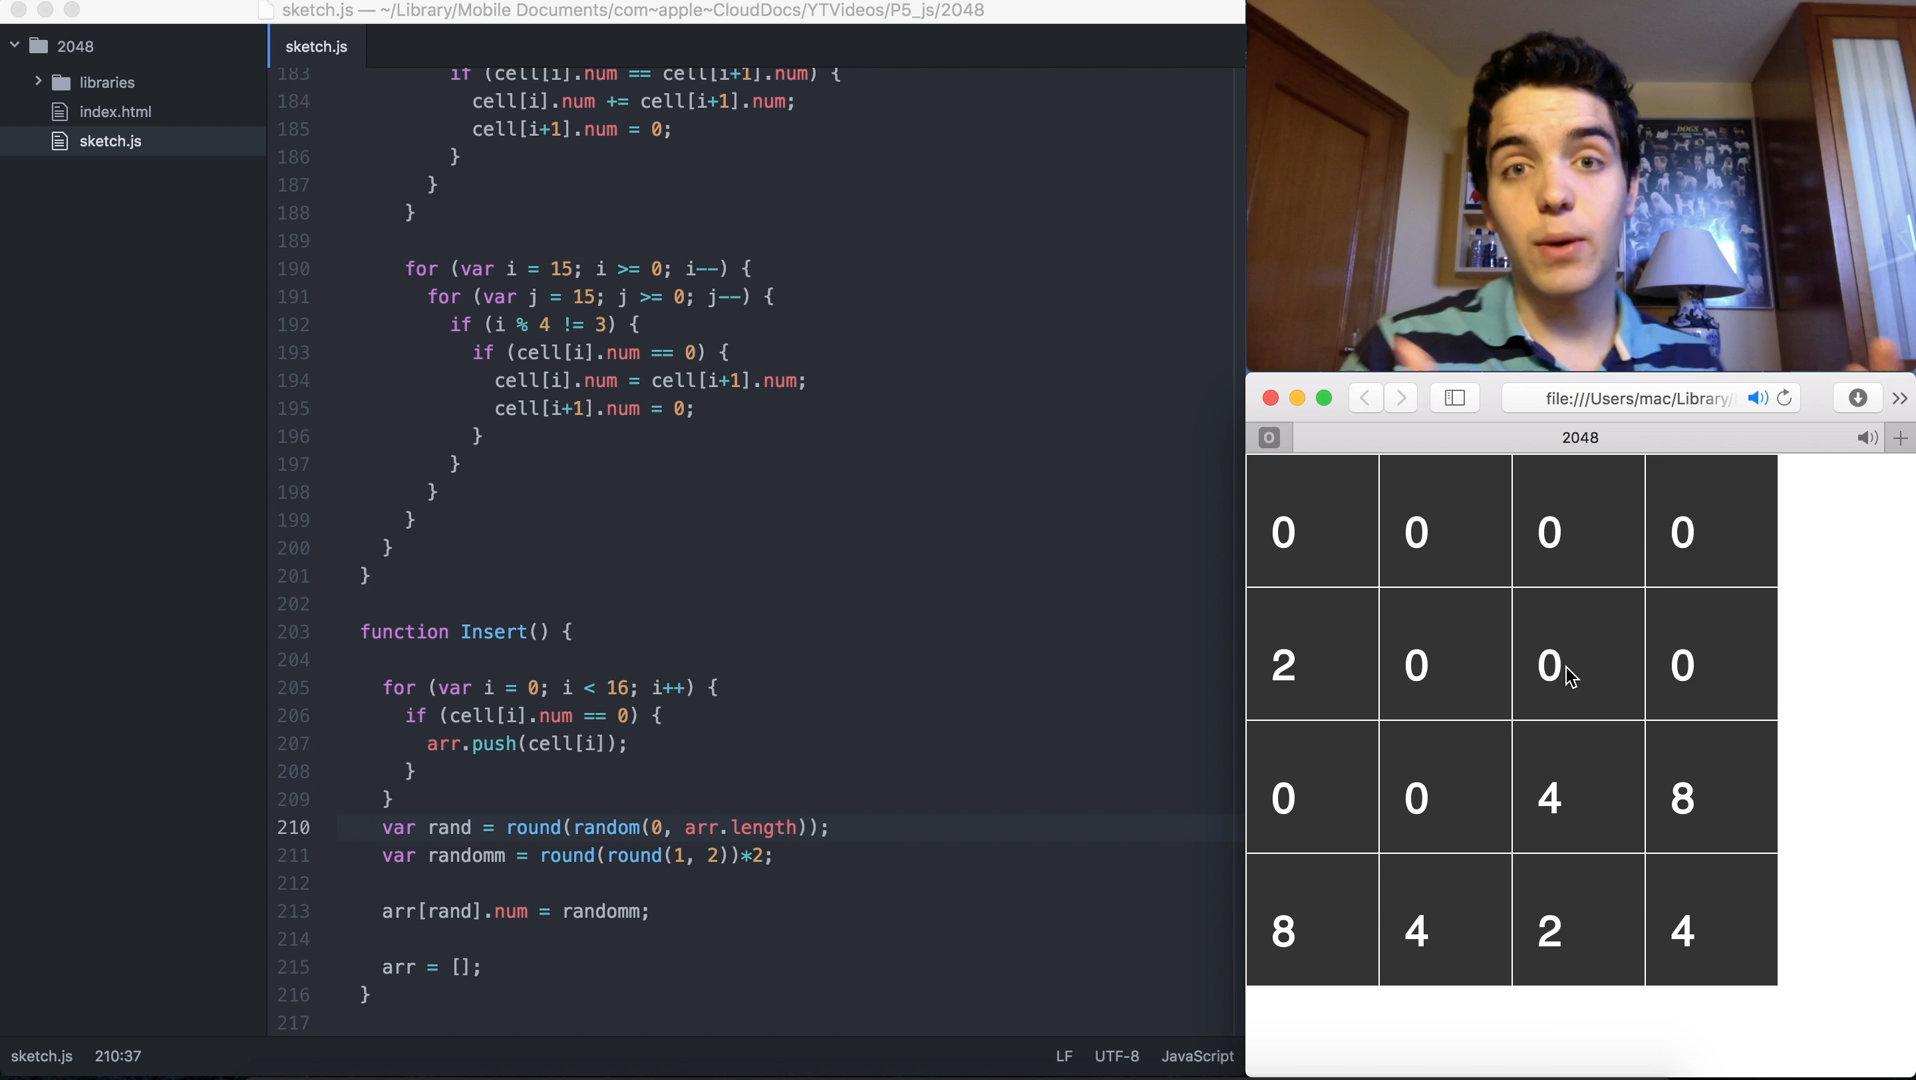 sketch.js — ~/Library/Mobile Documents/com~apple~CloudDocs/YTVideos/P5_js/2048
2048
libraries
index.html
sketch.js
sketch.js
183 if (cell[i].num == cell[i+1].num) {
184 cell[i].num += cell[i+1].num;
185 cell[i+1].num = 0;
186 }
187 }
188 }
189
190 for (var i = 15; i >= 0; i--) {
191 for (var j = 15; j >= 0; j--) {
192 if (i % 4 != 3) {
193 if (cell[i].num == 0) {
194 cell[i].num = cell[i+1].num;
195 cell[i+1].num = 0;
196 }
197 }
198 }
199 }
200 }
201 }
202
203 function Insert() {
204
205 for (var i = 0; i < 16; i++) {
206 if (cell[i].num == 0) {
207 arr.push(cell[i]);
208 }
209 }
210 var rand = round(random(0, arr.length));
211 var randomm = round(round(1, 2))*2;
212
213 arr[rand].num = randomm;
214
215 arr = [];
216 }
217
sketch.js 210:37
LF UTF-8 JavaScript
DOGS
file:///Users/mac/Library/
O
2048
0 0 0 0
2 0 0 0
0 0 4 8
8 4 2 4